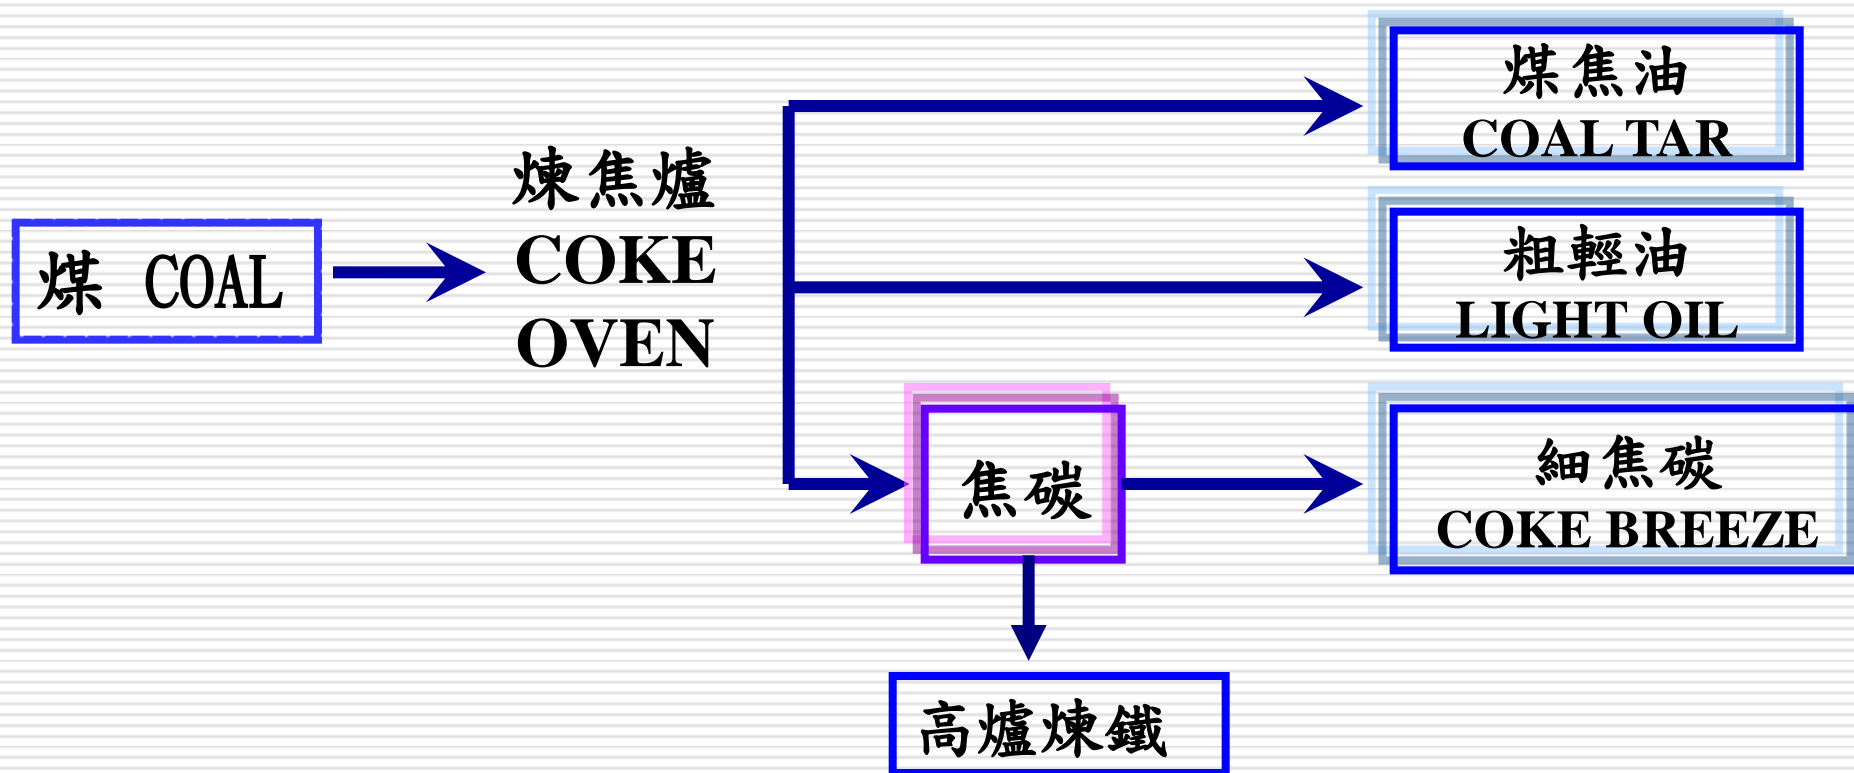 煤 COAL
煉焦爐
COKE
OVEN
煤焦油
COAL TAR
粗輕油
LIGHT OIL
焦碳
細焦碳
COKE BREEZE
高爐煉鐵